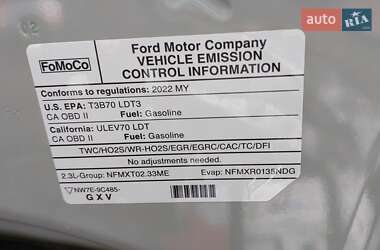 auto RIA
FoMoCo
Ford Motor Company
VEHICLE EMISSION
CONTROL INFORMATION
Conforms to regulations: 2022 MY
U.S. EPA: T3B70 LDT3
CA OBD II Fuel: Gasoline
California: ULEV70 LDT
CA OBD II Fuel: Gasoline
TWC/HO2S/WR-HO2S/EGR/EGRC/CAC/TC/DFI
No adjustments needed.
2.3L-Group: NFMXT02.33ME Evap: NFMXR0135NDG
NW7E-9C485-
GXV